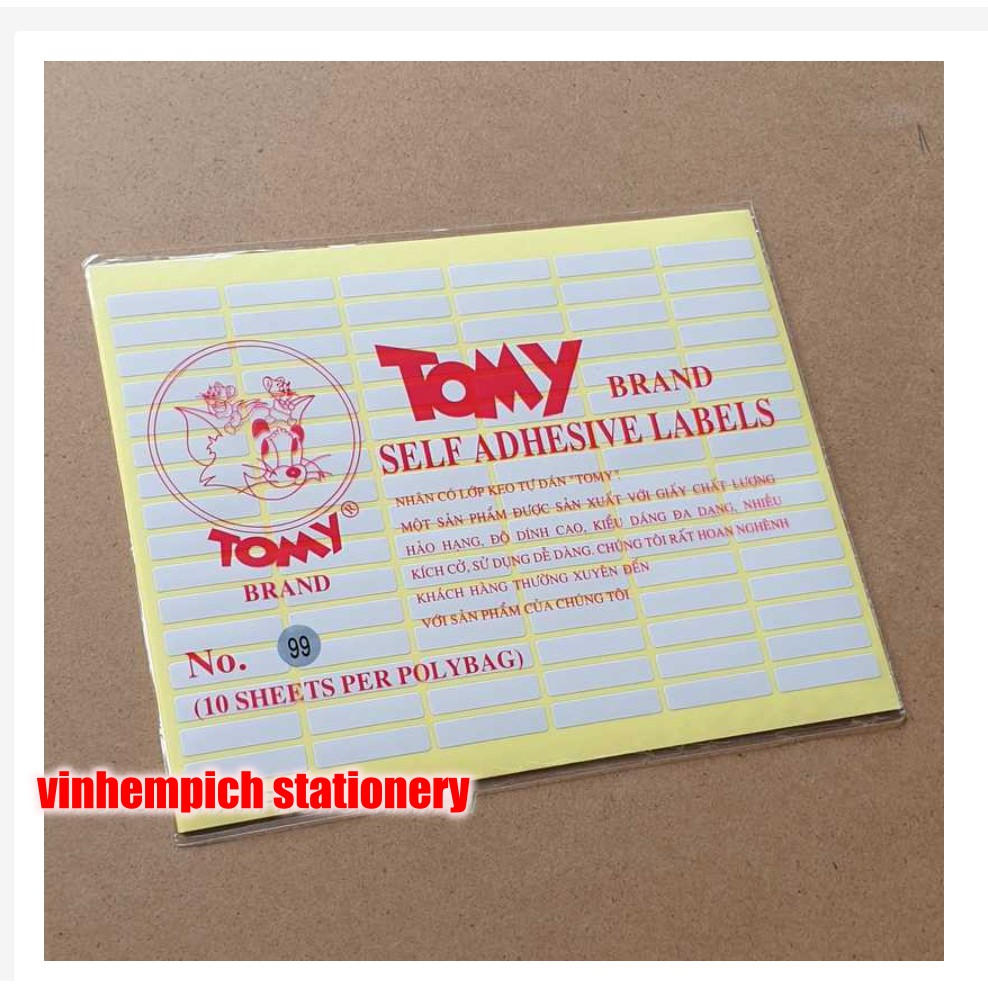 TOMY BRAND
SELF ADHESIVE LABELS
NHÃN CÓ LỚP KEO TỰ DÁN "TOMY".
MỘT SẢN PHẨM ĐƯỢC SẢN XUẤT VỚI GIẤY CHẤT LƯỢNG
HẢO HẠNG, ĐỘ DÍNH CAO, KIỂU DÁNG ĐA DẠNG, NHIỀU
KÍCH CỠ, SỬ DỤNG DỄ DÀNG. CHÚNG TÔI RẤT HOAN NGHÊNH
KHÁCH HÀNG THƯỜNG XUYÊN ĐẾN
VỚI SẢN PHẨM CỦA CHÚNG TÔI
TOMY®
BRAND
No. 99
(10 SHEETS PER POLYBAG)
vinhempich stationery